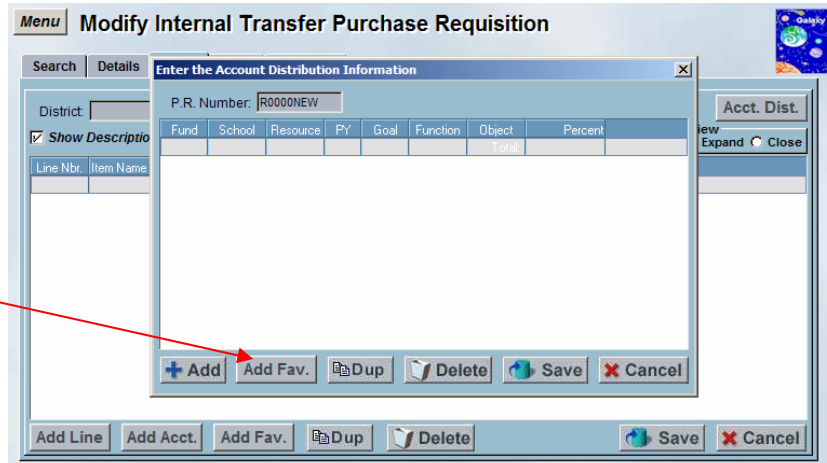 Menu Modify Internal Transfer Purchase Requisition
Galaxy
Search Details Enter the Account Distribution Information
District: P.R. Number: R0000NEW Acct. Dist.
Show Descriptio Fund School Resource PY Goal Function Object Percent iew
Expand Close
Line Nbr. Item Name Total
Add Add Fav. Dup Delete Save Cancel
Add Line Add Acct. Add Fav. Dup Delete Save Cancel